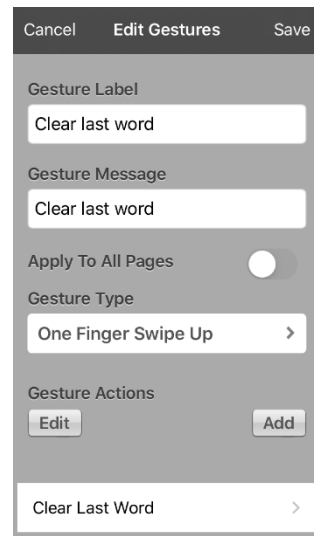 Cancel Edit Gestures Save
Gesture Label
Clear last word
Gesture Message
Clear last word
Apply To All Pages
Gesture Type
One Finger Swipe Up
Gesture Actions
Edit Add
Clear Last Word